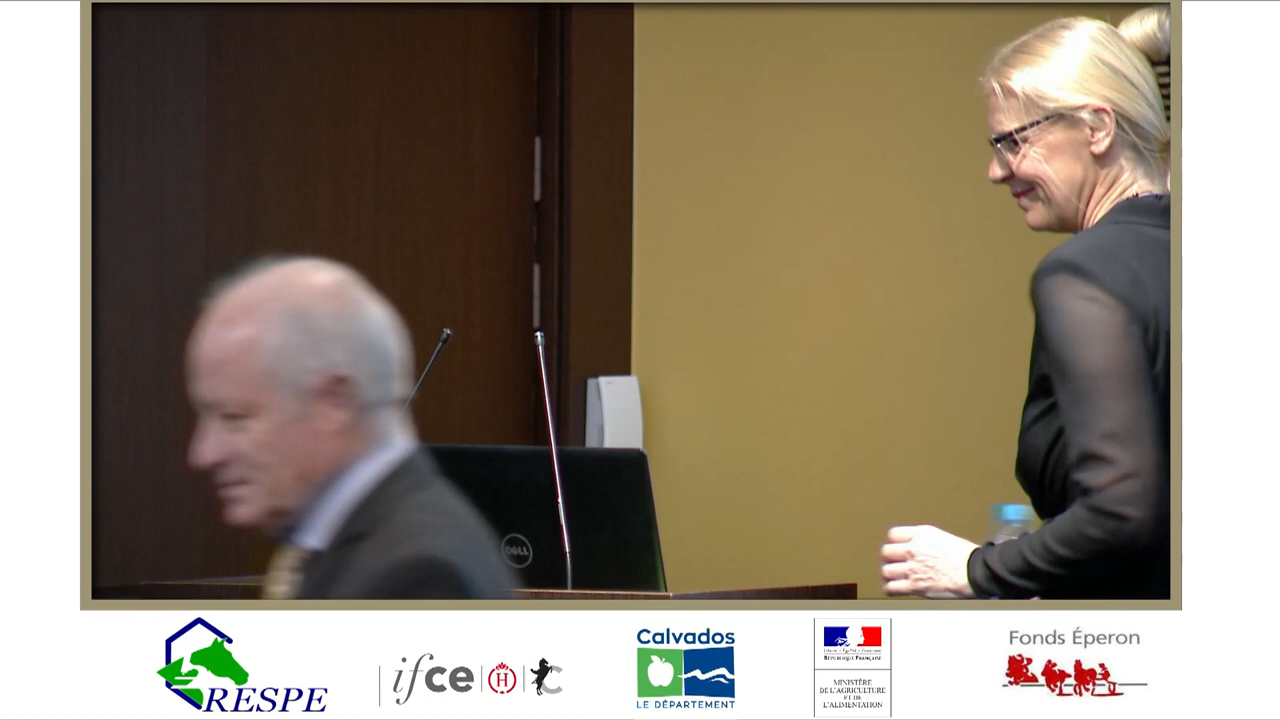 DELL
RESPE
ifce
H
Calvados
LE DÉPARTEMENT
RÉPUBLIQUE FRANÇAISE
MINISTÈRE
DE L'AGRICULTURE
ET DE
L'ALIMENTATION
Fonds Éperon